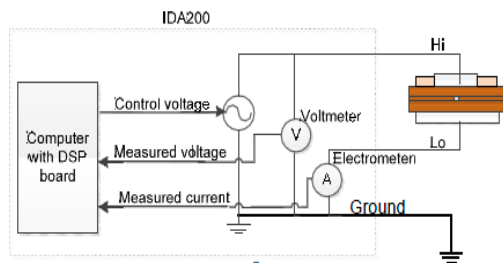 IDA200
Hi
Control voltage
Voltmeter
Computer
with DSP
board
V
Measured voltage
Lo
Electrometer
A
Measured current
Ground